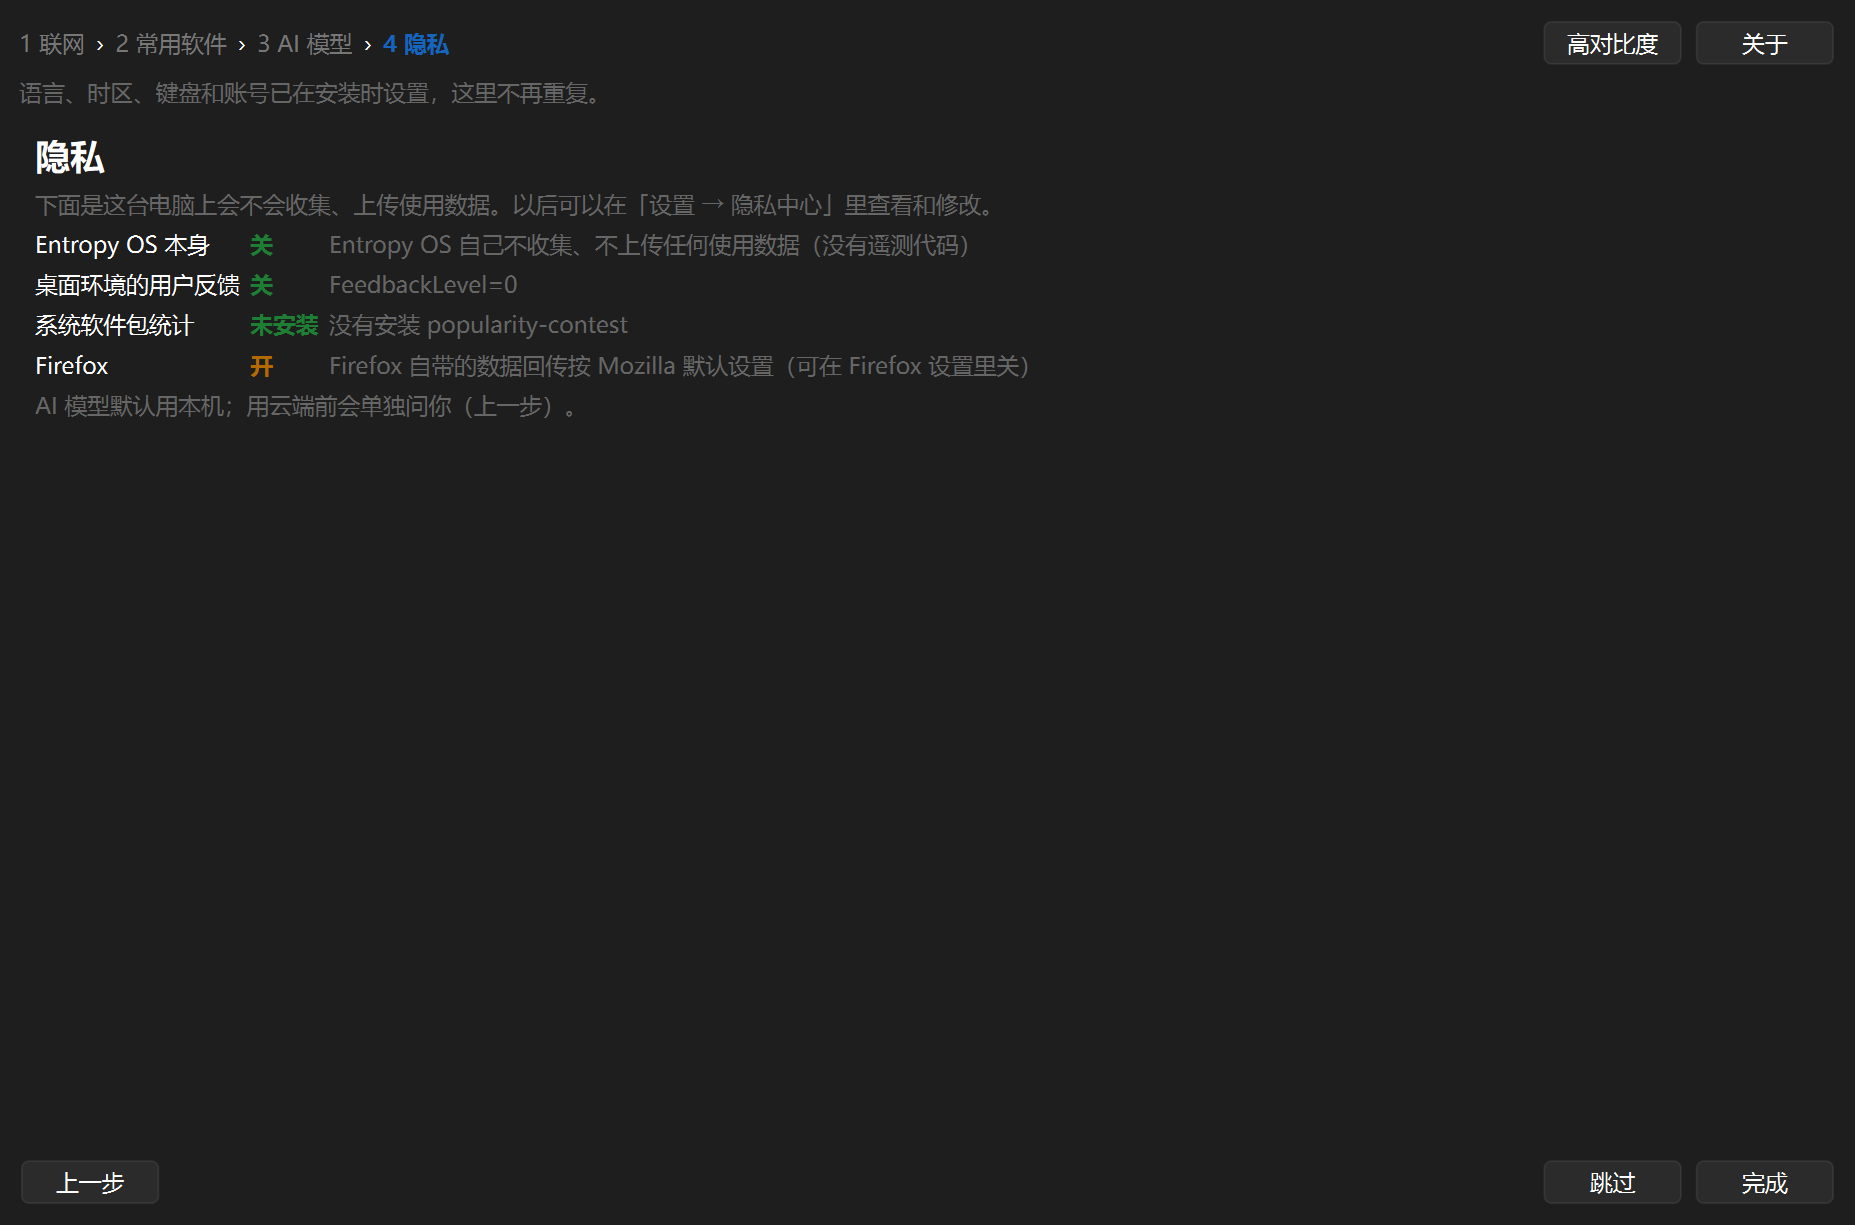 1 联网 › 2 常用软件 › 3 AI 模型 › 4 隐私
高对比度 关于
语言、时区、键盘和账号已在安装时设置，这里不再重复。
隐私
下面是这台电脑上会不会收集、上传使用数据。以后可以在「设置 → 隐私中心」里查看和修改。
Entropy OS 本身 关 Entropy OS 自己不收集、不上传任何使用数据（没有遥测代码）
桌面环境的用户反馈 关 FeedbackLevel=0
系统软件包统计 未安装 没有安装 popularity-contest
Firefox 开 Firefox 自带的数据回传按 Mozilla 默认设置（可在 Firefox 设置里关）
AI 模型默认用本机；用云端前会单独问你（上一步）。
上一步 跳过 完成